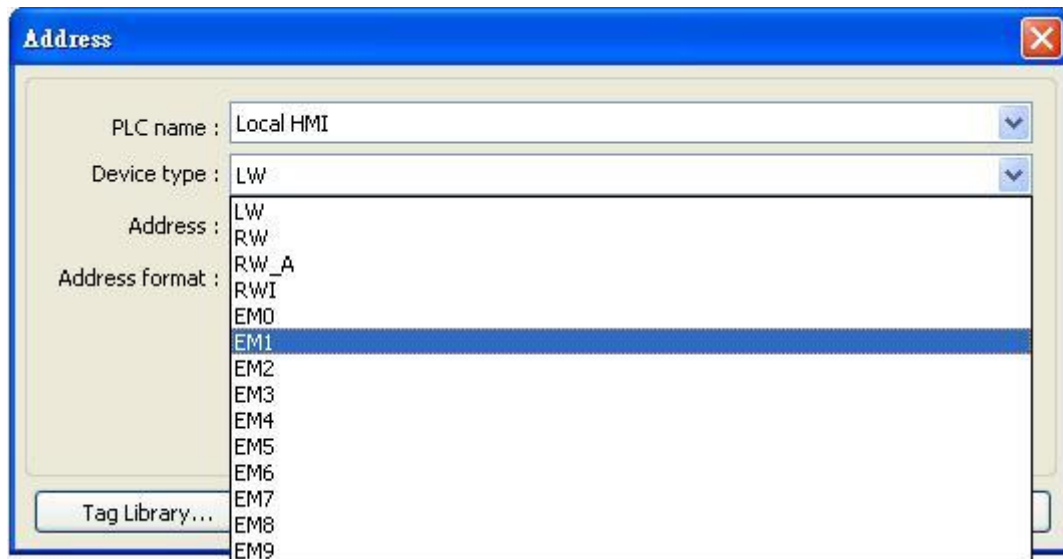 Address
PLC name : Local HMI
Device type : LW
Address :
Address format :
LW
RW
RW_A
RWI
EM0
EM1
EM2
EM3
EM4
EM5
EM6
EM7
EM8
EM9
Tag Library...